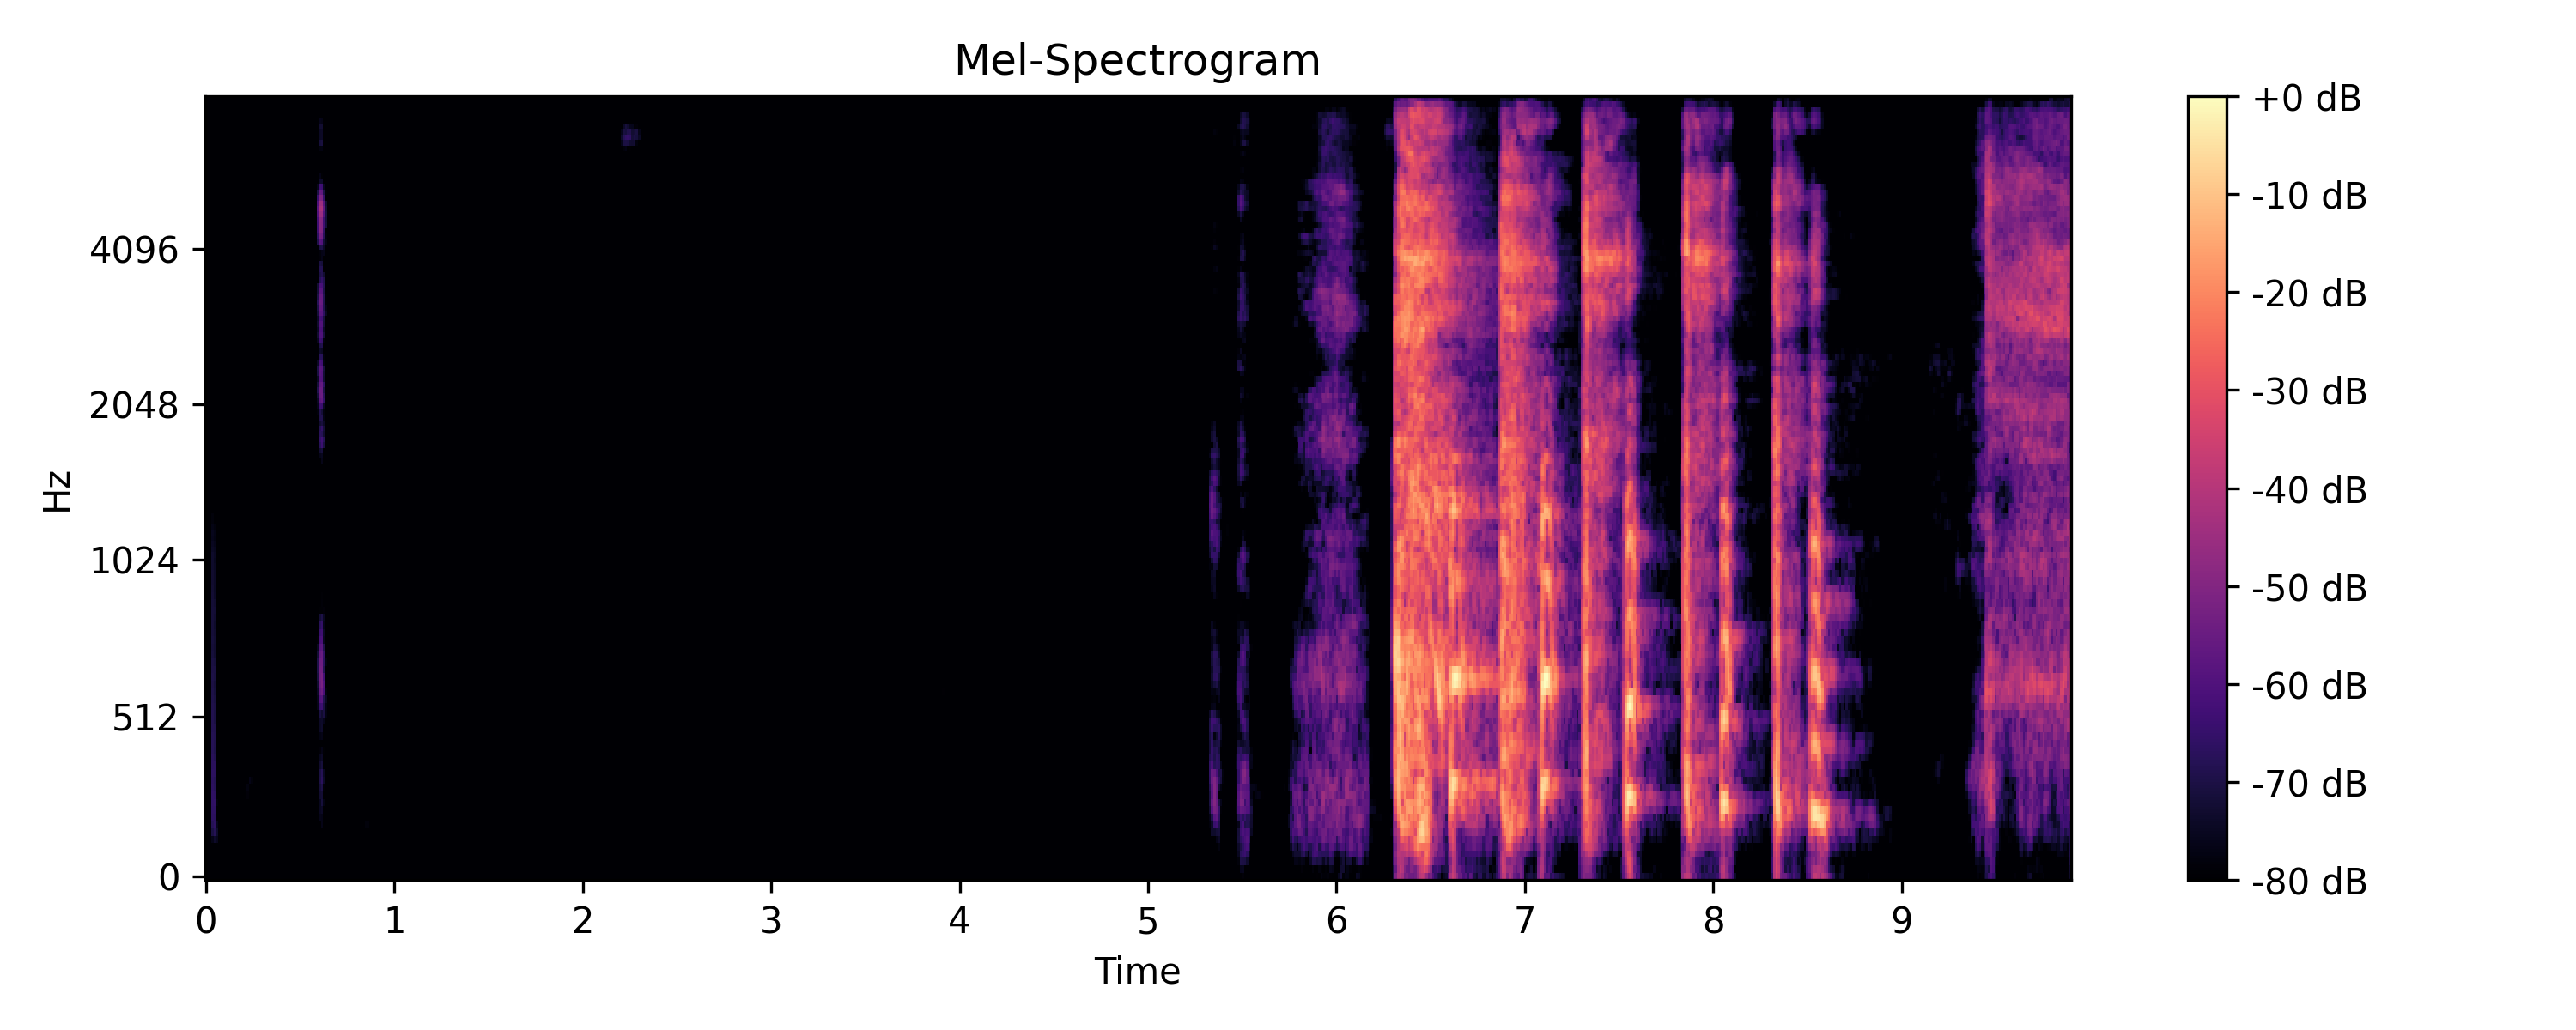 Mel-Spectrogram
+0 dB
-10 dB
-20 dB
-30 dB
-40 dB
-50 dB
-60 dB
-70 dB
-80 dB
4096
2048
1024
512
0
Hz
0 1 2 3 4 5 6 7 8 9
Time